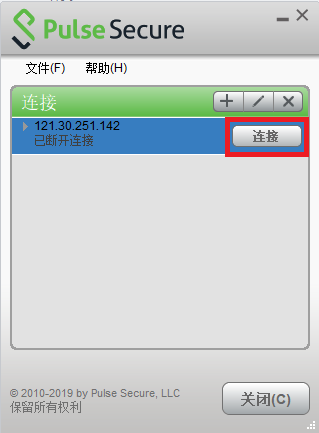 Pulse Secure
文件(F) 帮助(H)
连接
121.30.251.142
已断开连接
连接
© 2010-2019 by Pulse Secure, LLC
保留所有权利
关闭(C)